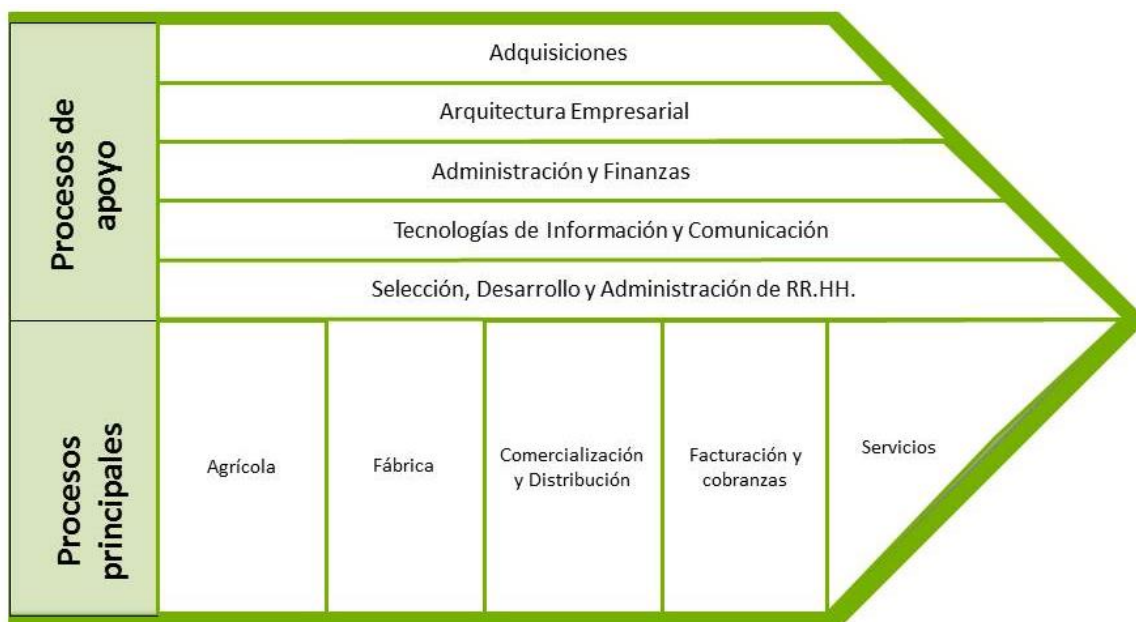 Procesos de
apoyo
Adquisiciones
Arquitectura Empresarial
Administración y Finanzas
Tecnologías de Información y Comunicación
Selección, Desarrollo y Administración de RR.HH.
Procesos
principales
Agrícola
Fábrica
Comercialización
y Distribución
Facturación y
cobranzas
Servicios